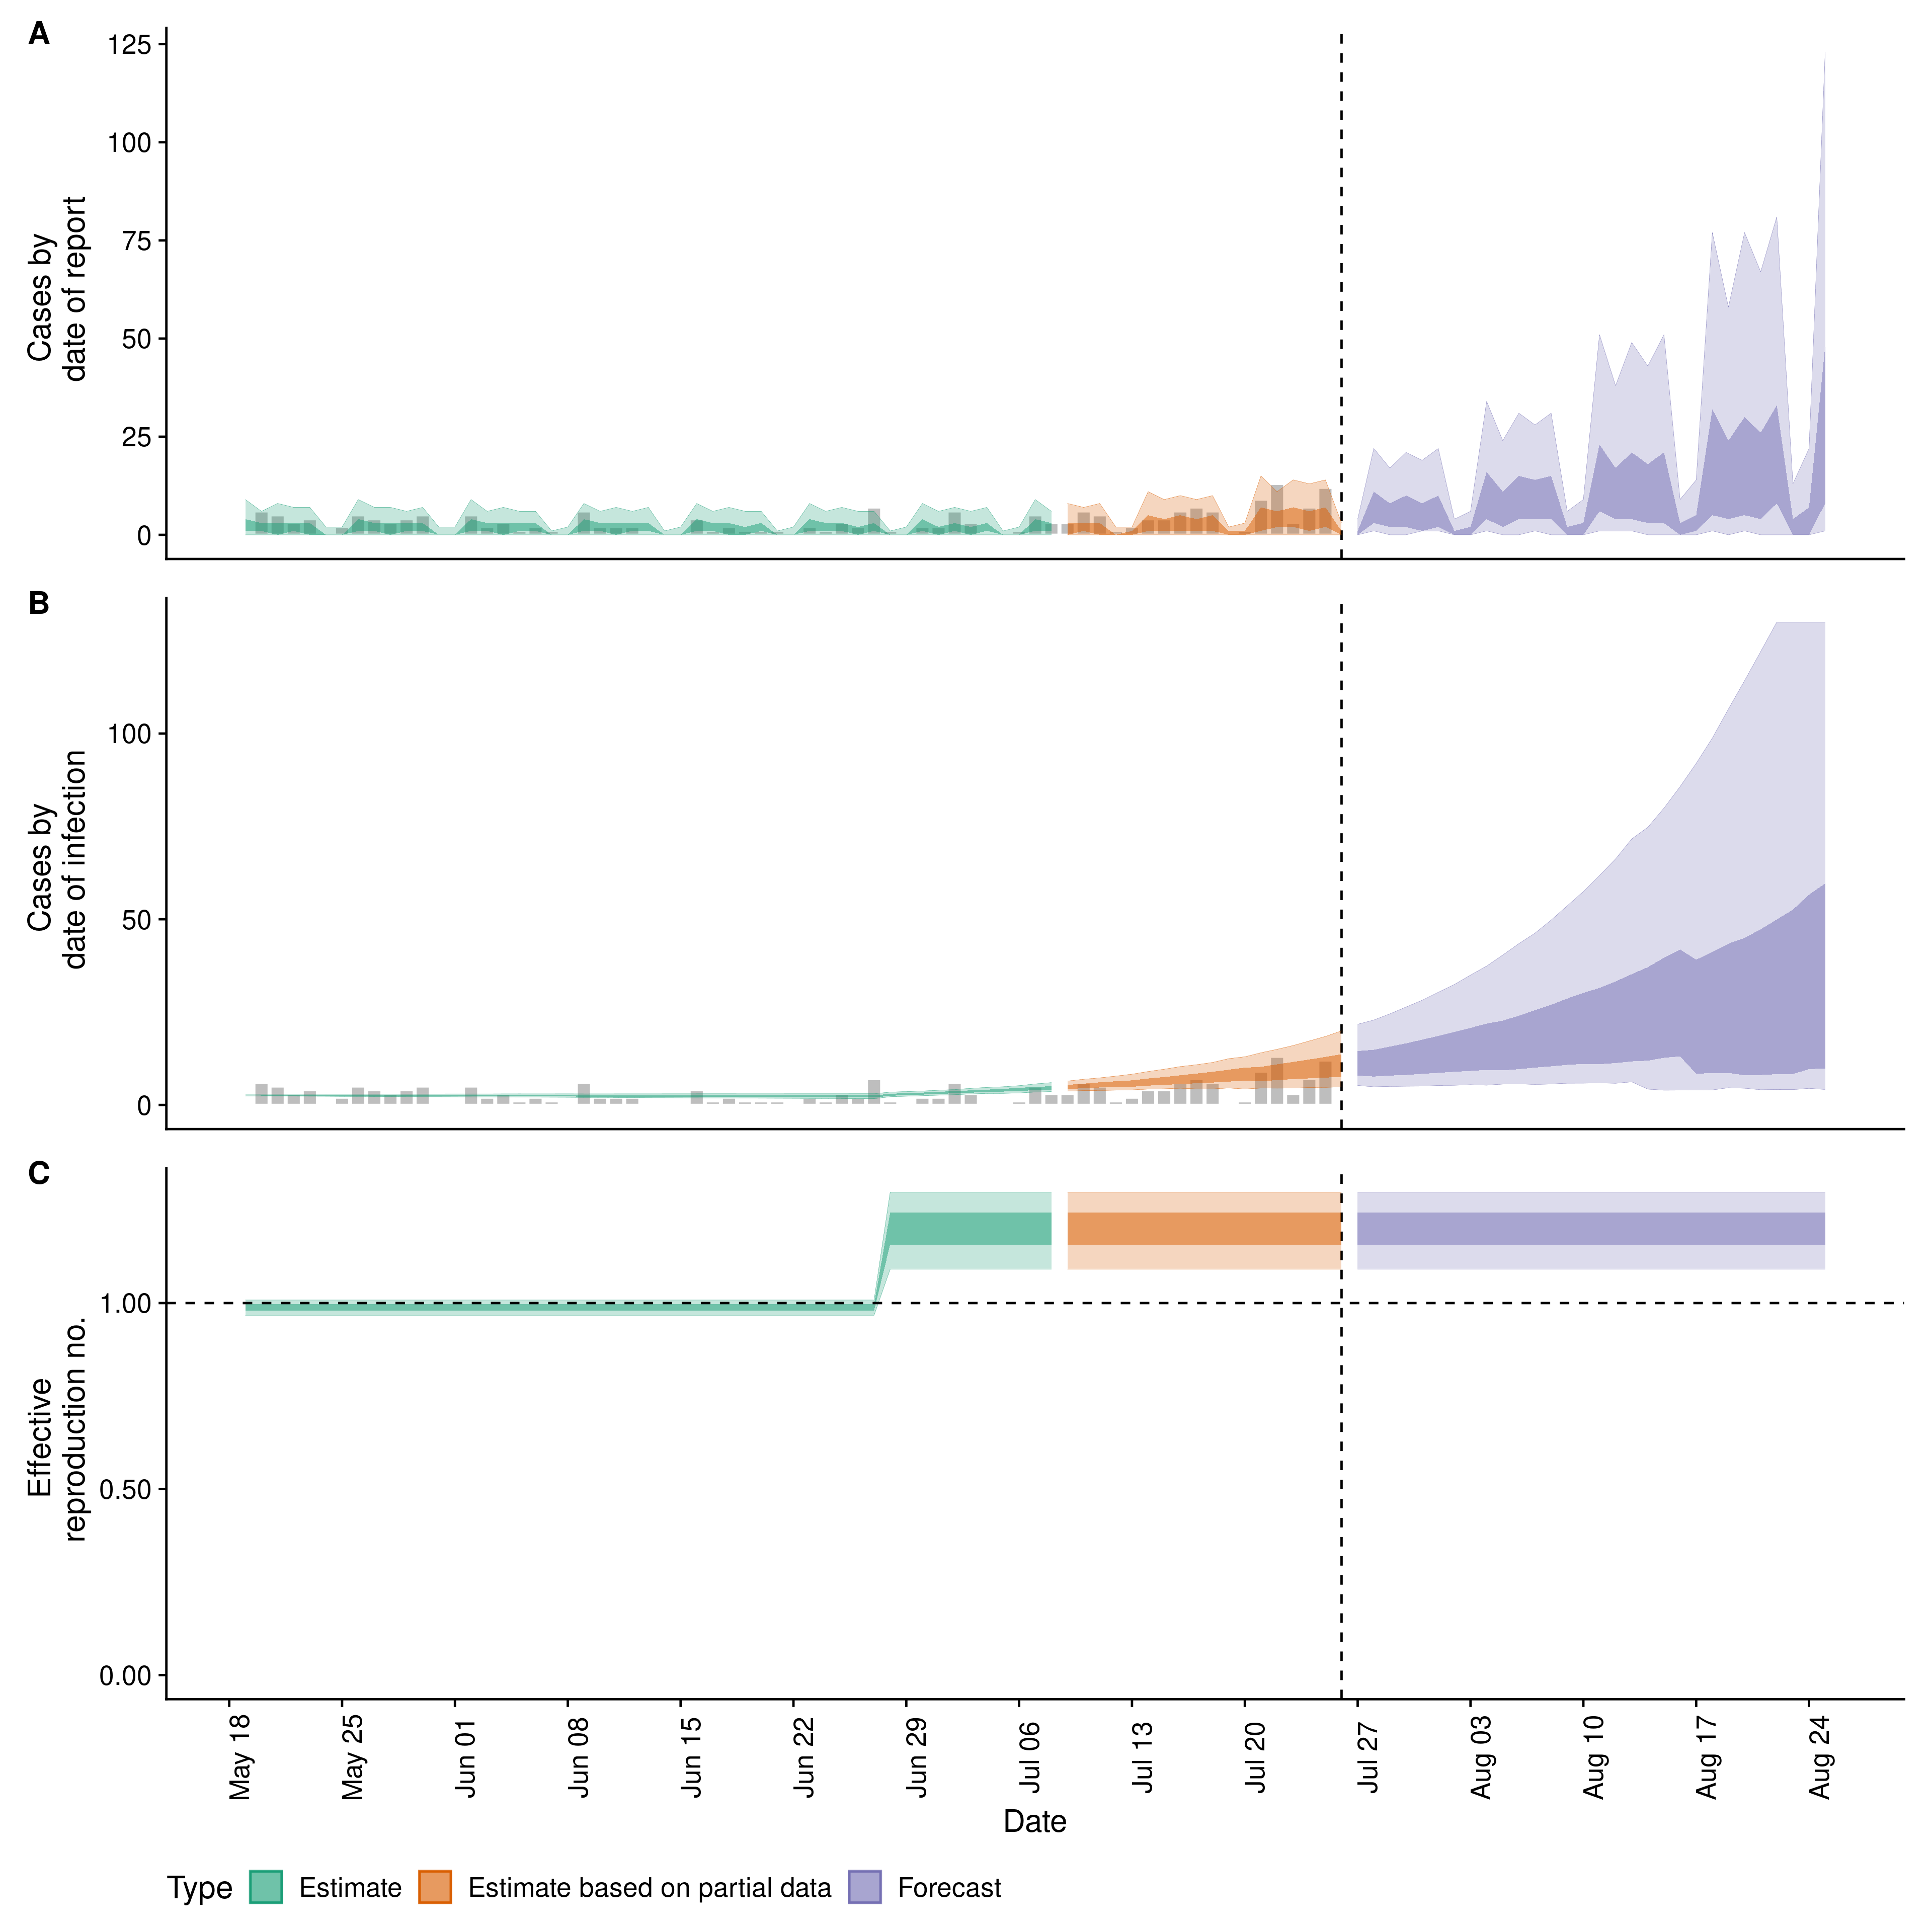 A
125
100
75
50
25
0
Cases by
date of report
B
100
50
0
Cases by
date of infection
C
1.00
0.50
0.00
Effective
reproduction no.
May 18
May 25
Jun 01
Jun 08
Jun 15
Jun 22
Jun 29
Jul 06
Jul 13
Jul 20
Jul 27
Aug 03
Aug 10
Aug 17
Aug 24
Date
Type Estimate Estimate based on partial data Forecast